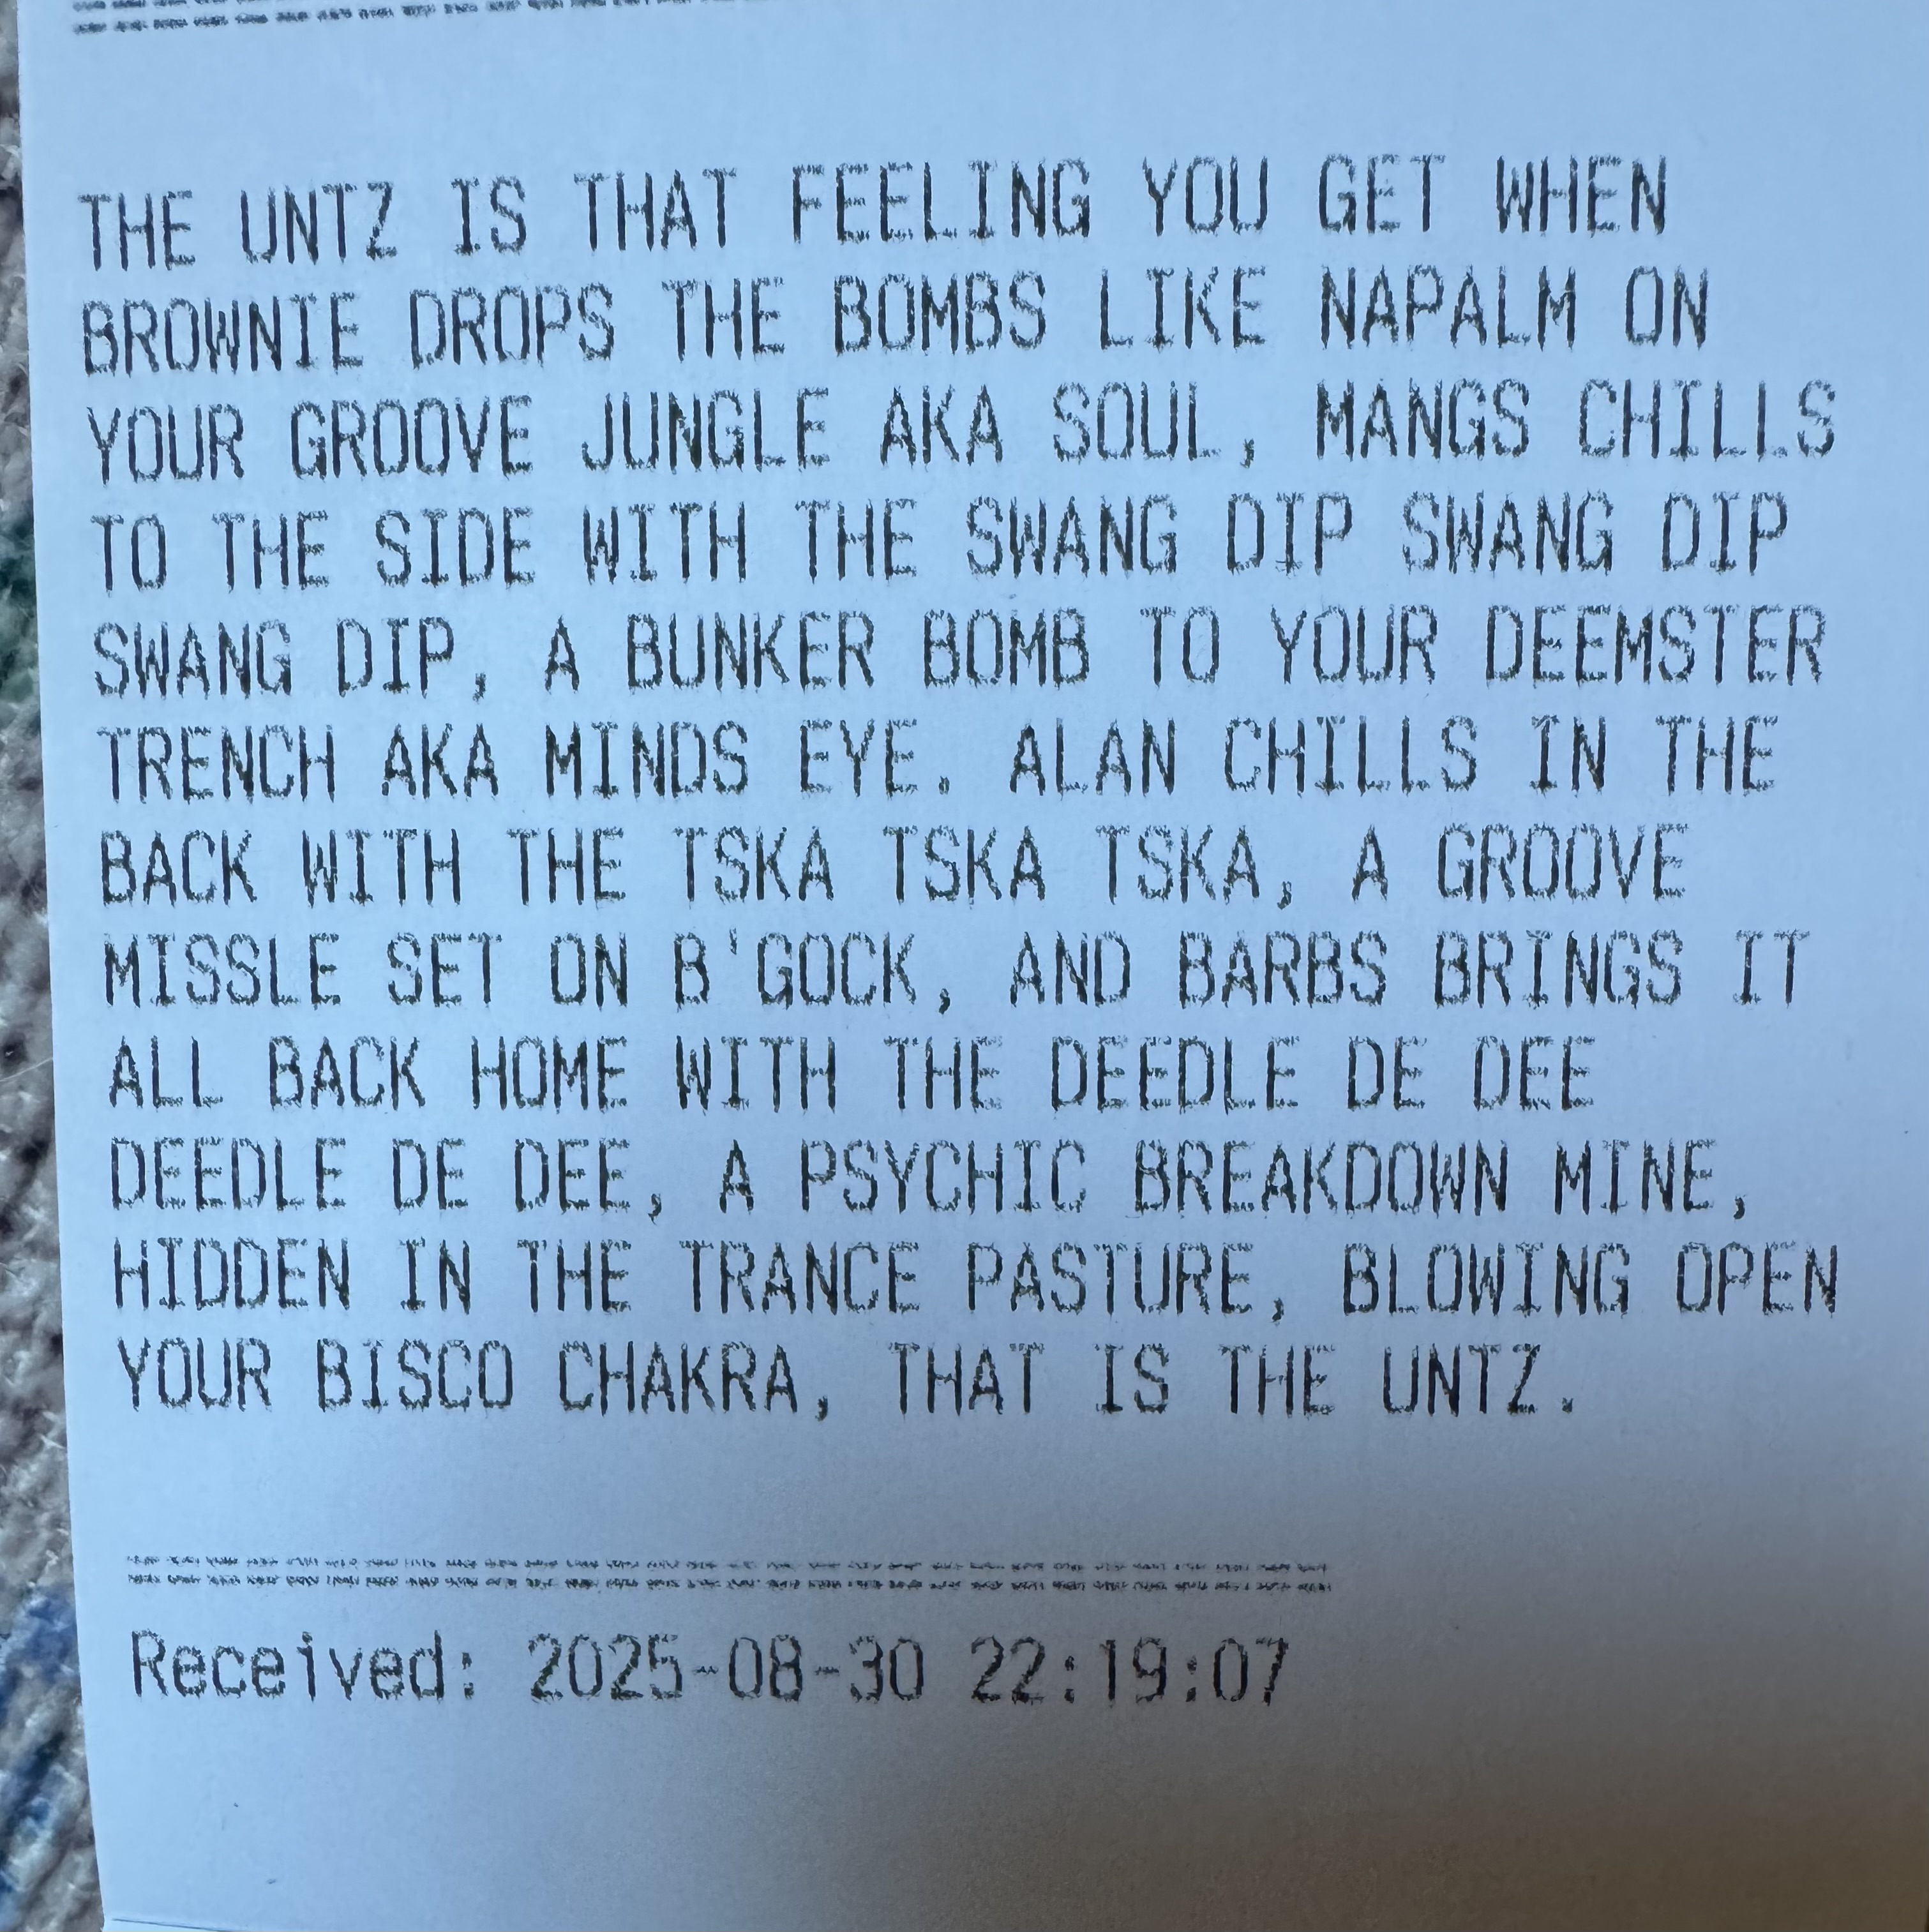 THE UNTZ IS THAT FEELING YOU GET WHEN
BROWNIE DROPS THE BOMBS LIKE NAPALM ON
YOUR GROOVE JUNGLE AKA SOUL, MANGS CHILLS
TO THE SIDE WITH THE SWANG DIP SWANG DIP
SWANG DIP, A BUNKER BOMB TO YOUR DEEMSTER
TRENCH AKA MINDS EYE. ALAN CHILLS IN THE
BACK WITH THE TSKA TSKA TSKA, A GROOVE
MISSLE SET ON B'GOCK, AND BARBS BRINGS IT
ALL BACK HOME WITH THE DEEDLE DE DEE
DEEDLE DE DEE, A PSYCHIC BREAKDOWN MINE,
HIDDEN IN THE TRANCE PASTURE, BLOWING OPEN
YOUR BISCO CHAKRA, THAT IS THE UNTZ.
Received: 2025-08-30 22:19:07